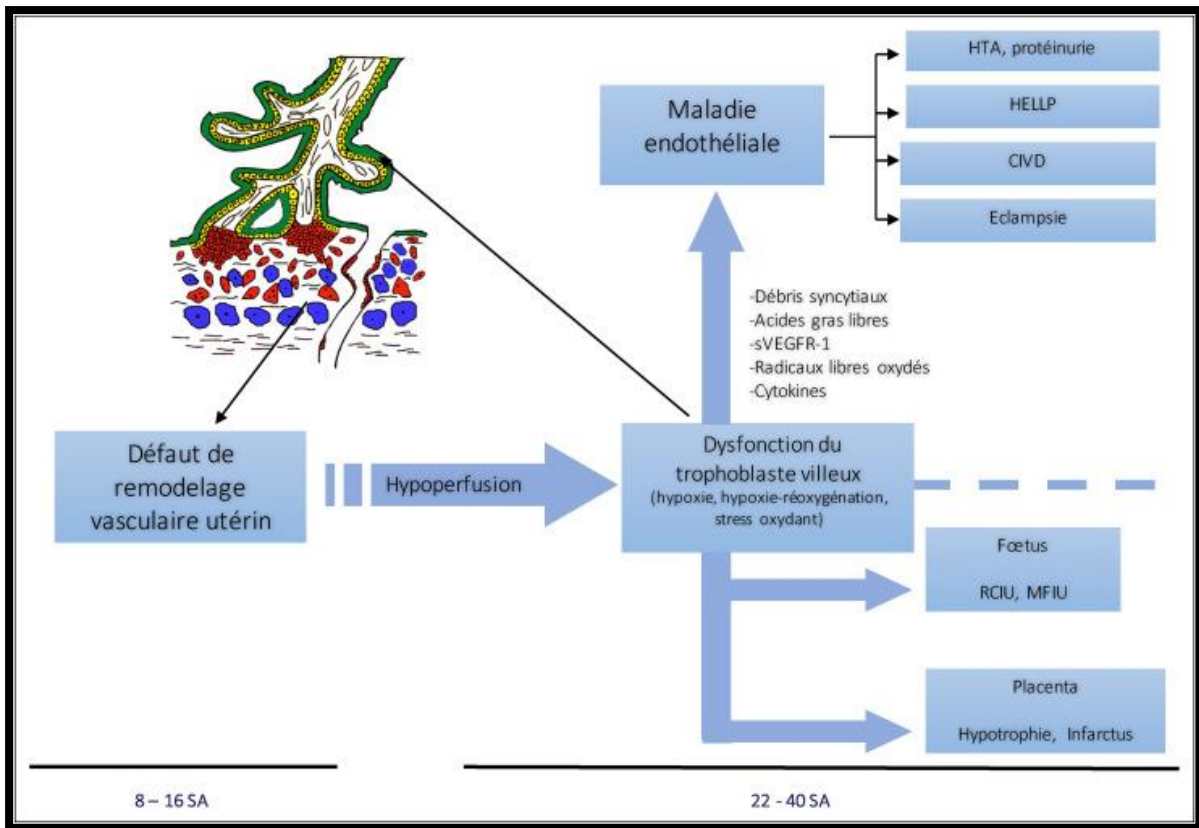 HTA, protéinurie
HELLP
CIVD
Eclampsie
Maladie
endothéliale
-Débris syncytiaux
-Acides gras libres
-sVEGFR-1
-Radicaux libres oxydés
-Cytokines
Défaut de
remodelage
vasculaire utérin
Hypoperfusion
Dysfonction du
trophoblaste villeux
(hypoxie, hypoxie-réoxygénation,
stress oxydant)
Fœtus
RCIU, MFIU
Placenta
Hypotrophie, Infarctus
8 – 16 SA
22 - 40 SA